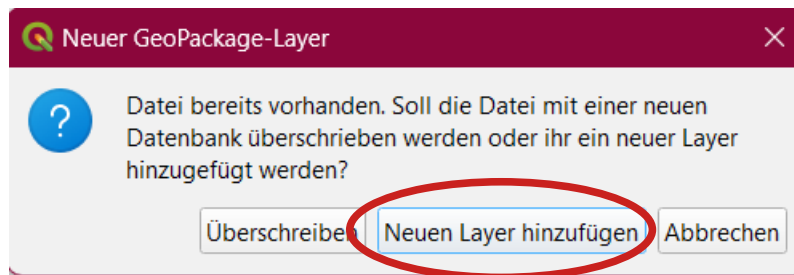 Neuer GeoPackage-Layer
?
Datei bereits vorhanden. Soll die Datei mit einer neuen
Datenbank überschrieben werden oder ihr ein neuer Layer
hinzugefügt werden?
Überschreiben Neuen Layer hinzufügen Abbrechen